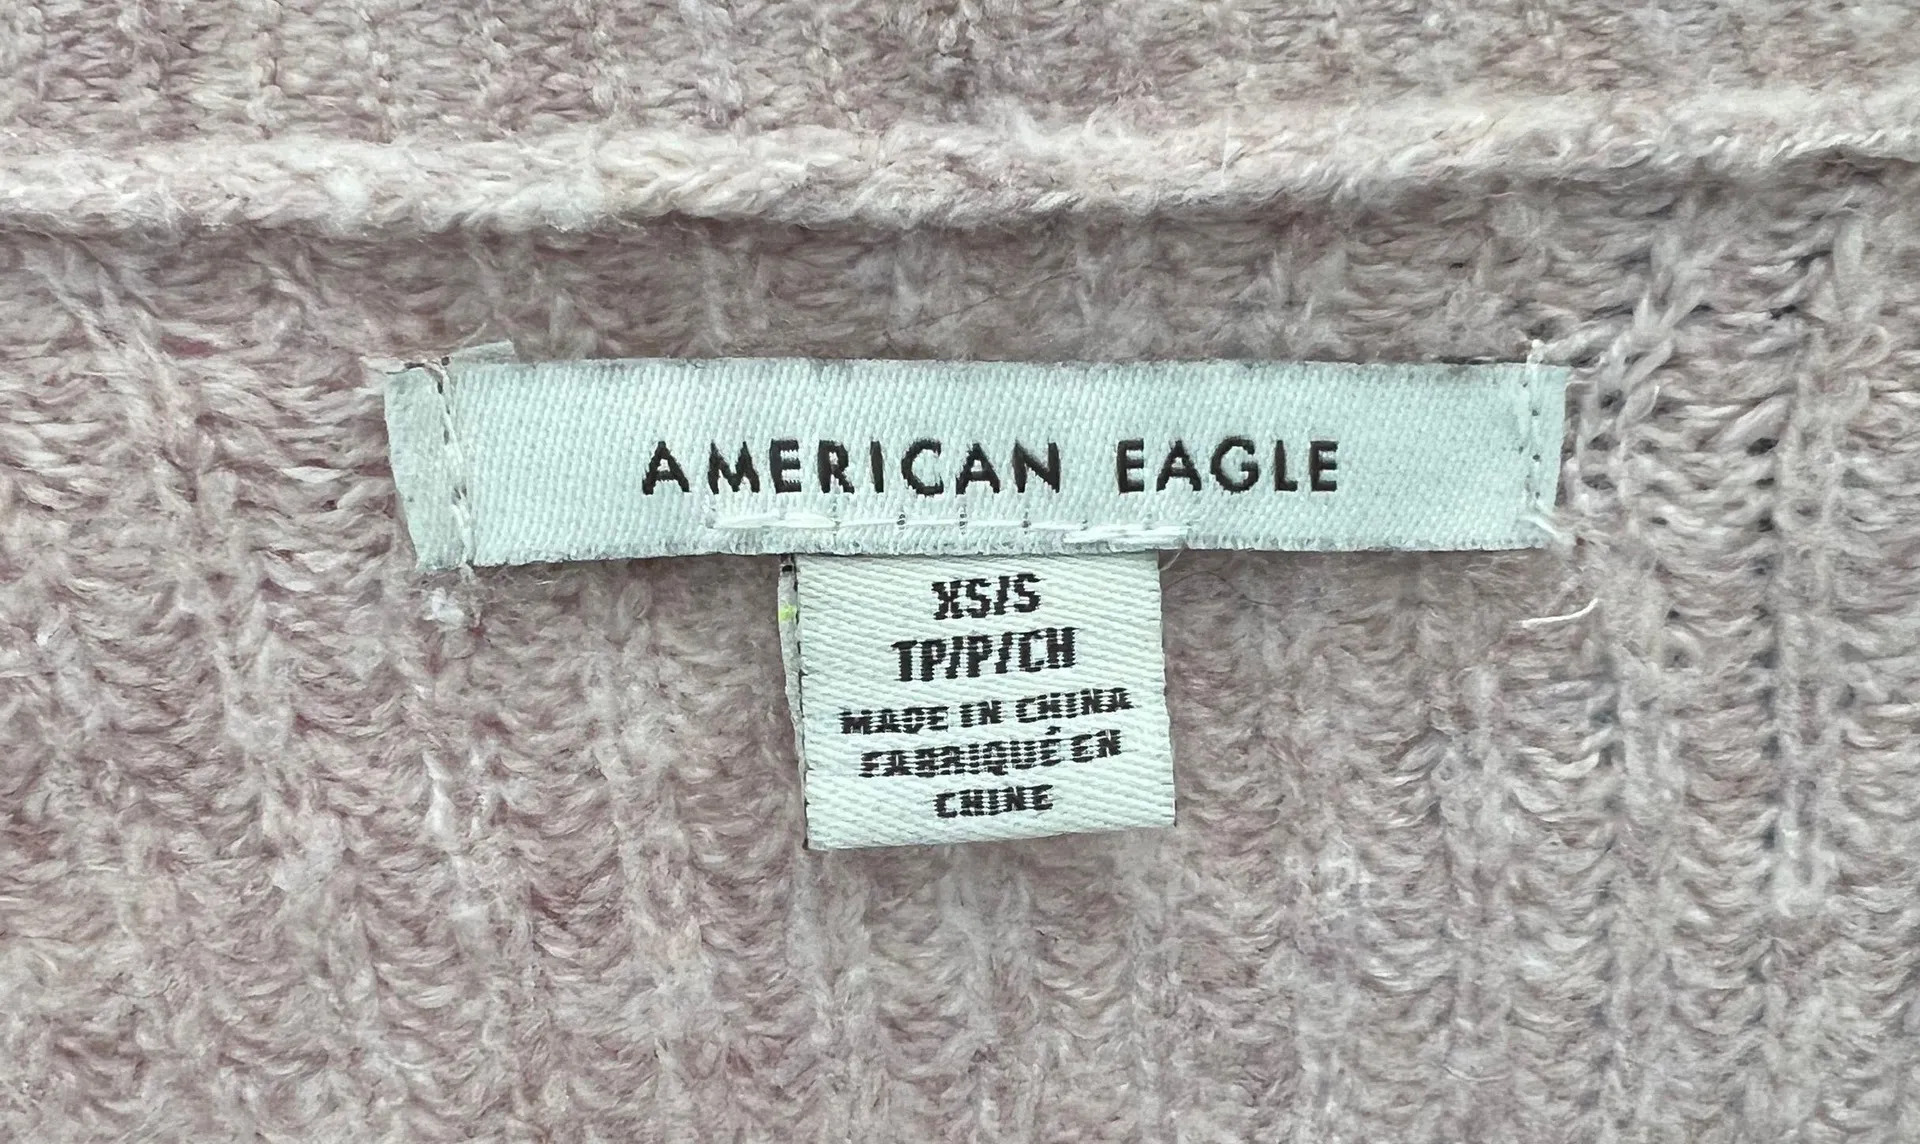 AMERICAN EAGLE
XS/S
TP/P/CH
MADE IN CHINA
FABRIQUÉ EN
CHINE